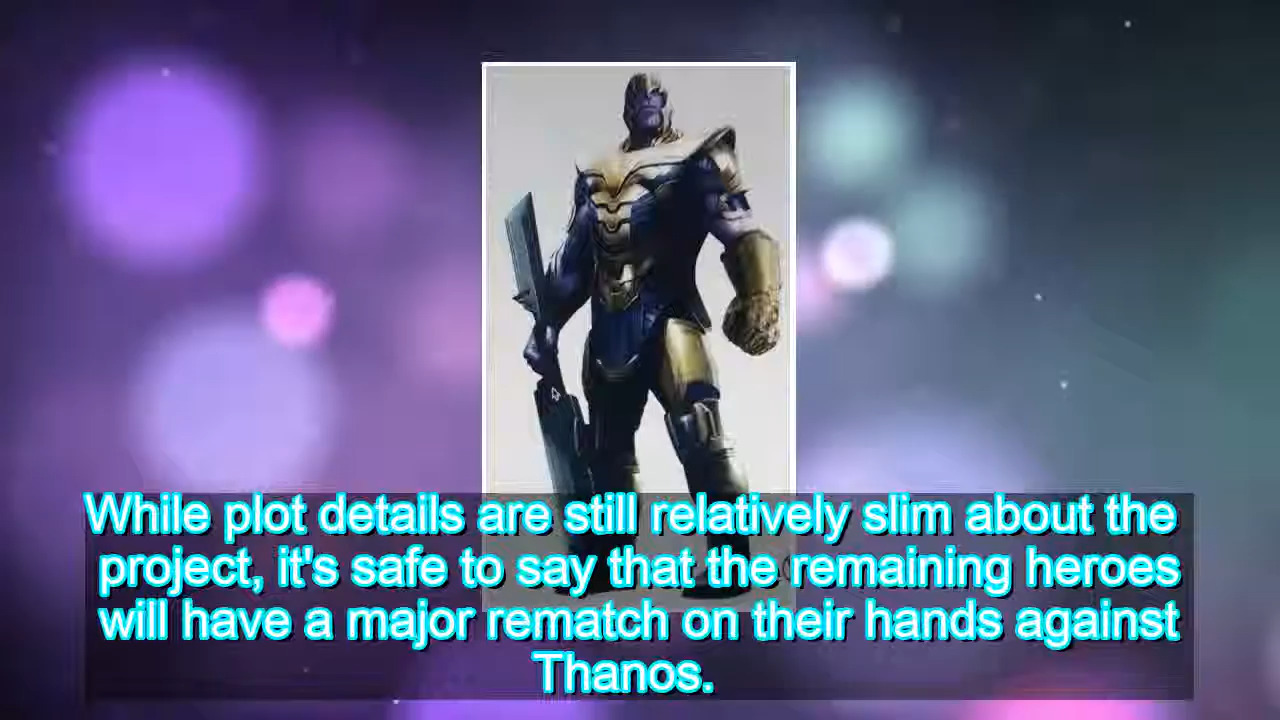 While plot details are still relatively slim about the
project, it's safe to say that the remaining heroes
will have a major rematch on their hands against
Thanos.